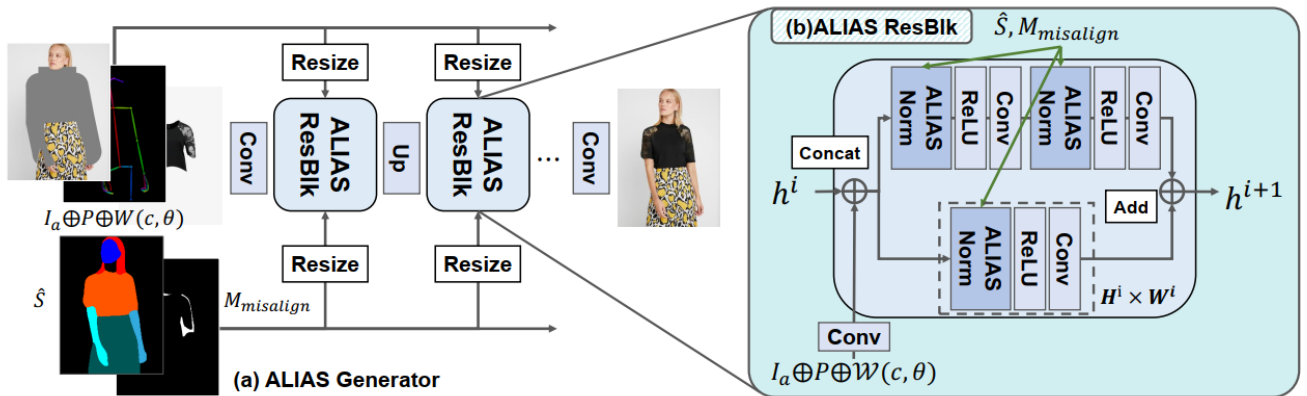 Resize
Resize
ALIAS
ResBlk
ALIAS
ResBlk
Conv
Up
...
Conv
I_a⊕P⊕W(c, θ)
Resize
Resize
Ŝ
M_misalign
(a) ALIAS Generator
(b)ALIAS ResBlk
Ŝ, M_misalign
ALIAS
Norm
ReLU
Conv
ALIAS
Norm
ReLU
Conv
Concat
h^i
Add
h^{i+1}
ALIAS
Norm
ReLU
Conv
H^i × W^i
Conv
I_a⊕P⊕𝒲(c, θ)